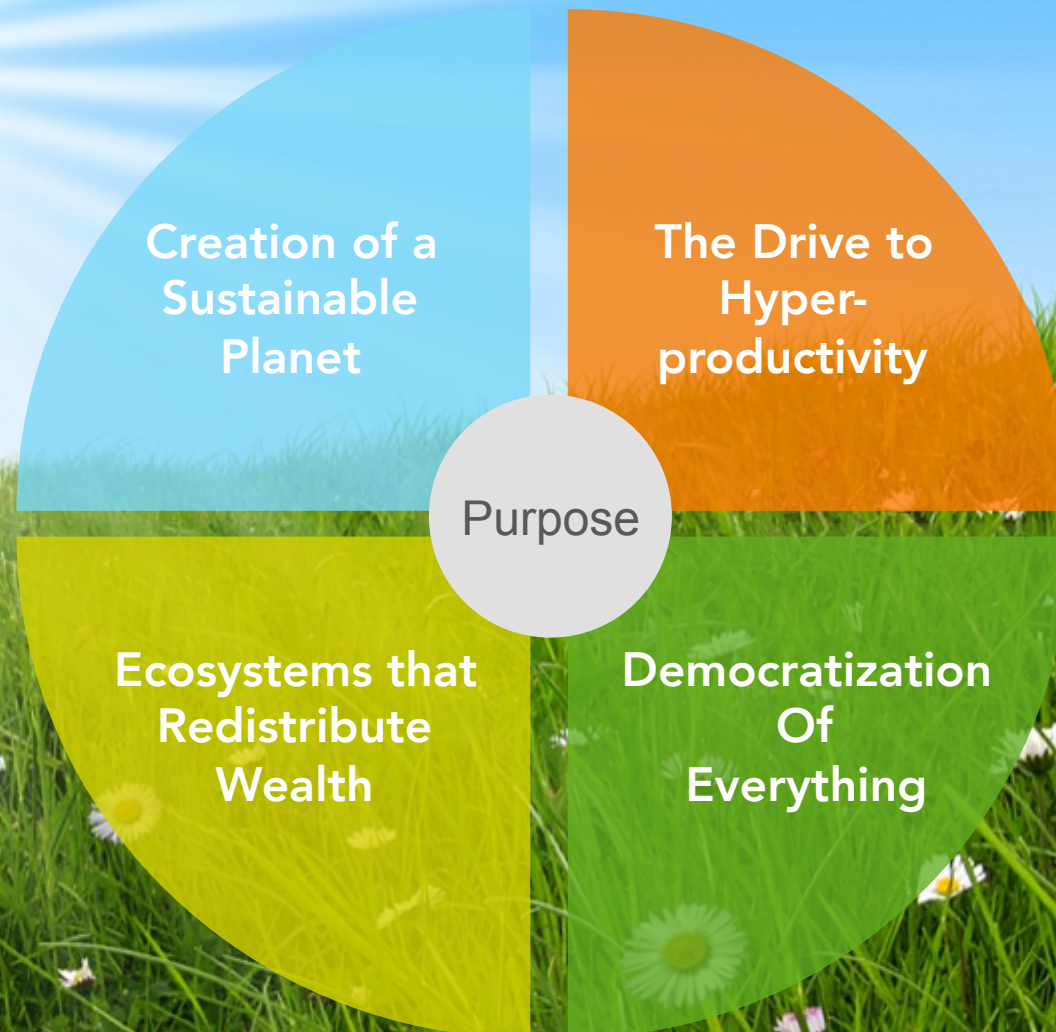 Creation of a
Sustainable
Planet
The Drive to
Hyper-
productivity
Purpose
Ecosystems that
Redistribute
Wealth
Democratization
Of
Everything